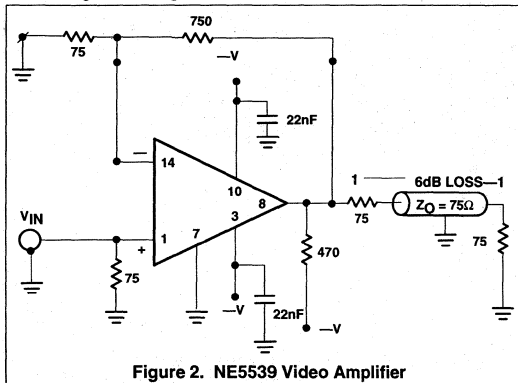 750
75
—V
22nF
— 14
10
8
1 — 6dB LOSS—1
75
Z_O = 75Ω
75
V_IN
+ 1
7
3
75
470
—V
22nF
—V
Figure 2. NE5539 Video Amplifier